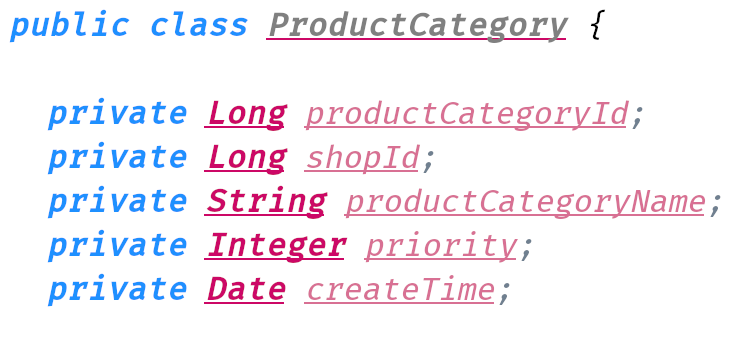 public class ProductCategory {
private Long productCategoryId;
private Long shopId;
private String productCategoryName;
private Integer priority;
private Date createTime;